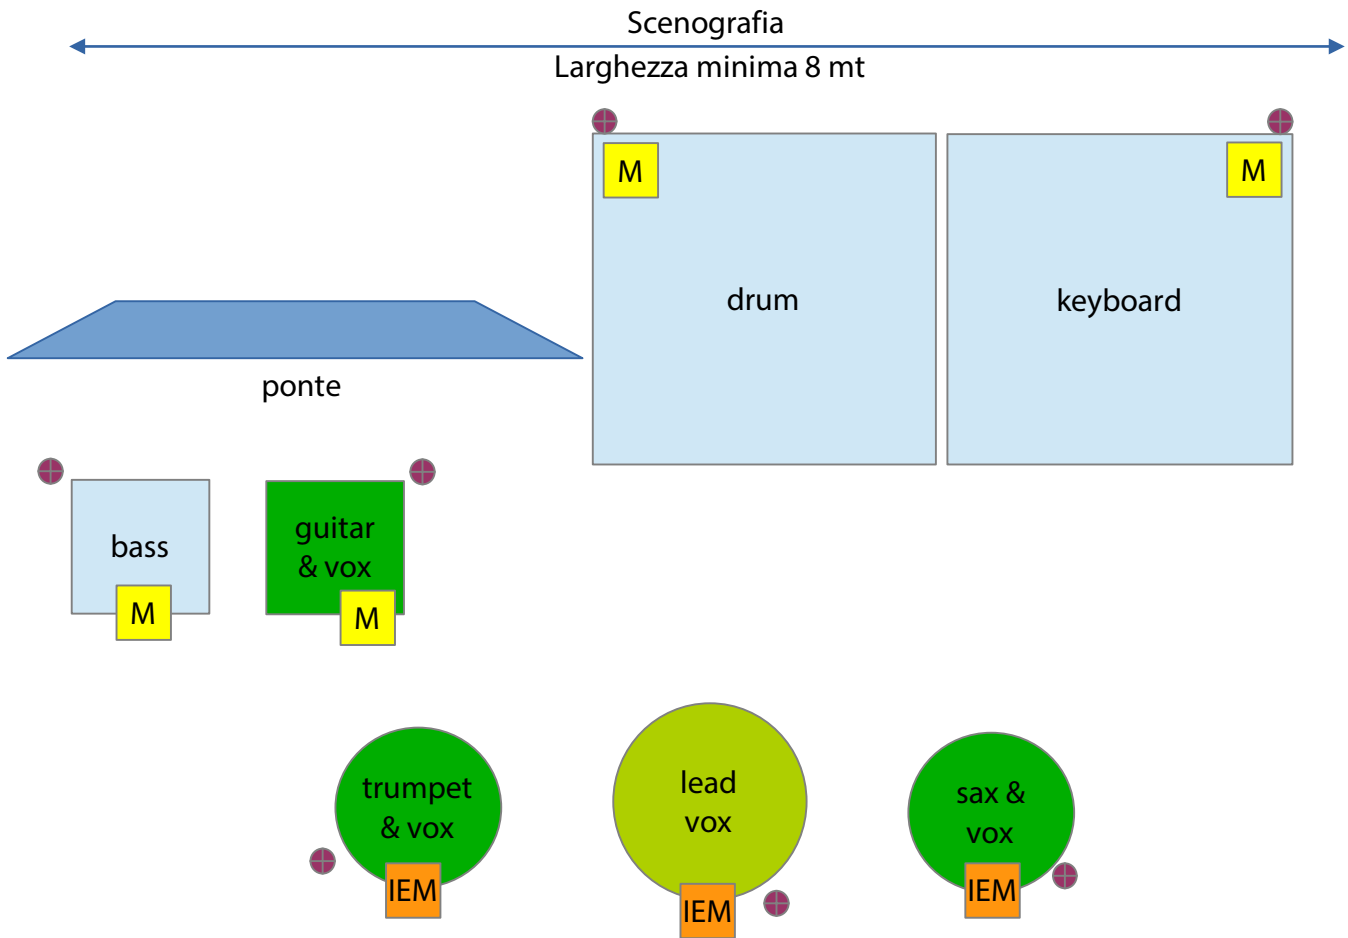 Scenografia
Larghezza minima 8 mt
M
M
drum
keyboard
ponte
bass
guitar
& vox
M
M
trumpet
& vox
lead
vox
sax &
vox
IEM
IEM
IEM